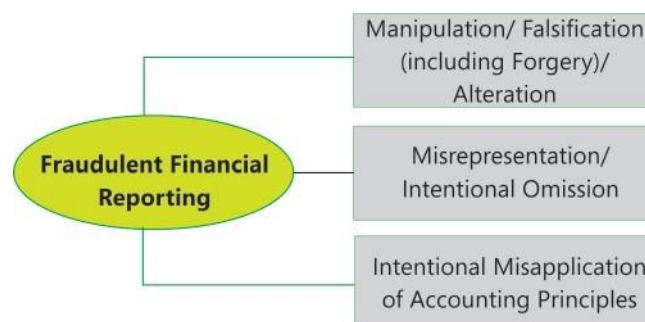 Manipulation/ Falsification
(including Forgery)/
Alteration
Fraudulent Financial
Reporting
Misrepresentation/
Intentional Omission
Intentional Misapplication
of Accounting Principles